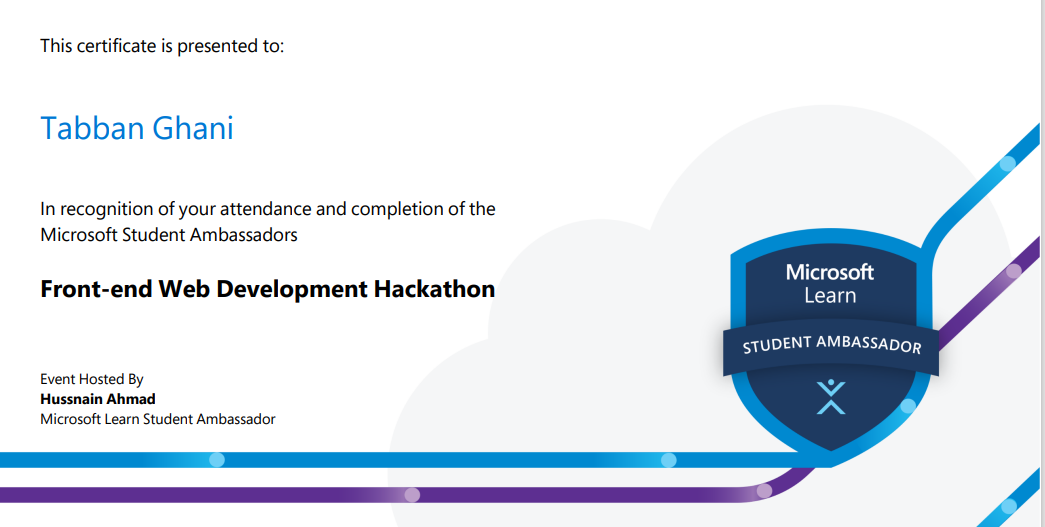 This certificate is presented to:
Tabban Ghani
In recognition of your attendance and completion of the
Microsoft Student Ambassadors
Front-end Web Development Hackathon
Event Hosted By
Hussnain Ahmad
Microsoft Learn Student Ambassador
Microsoft
Learn
STUDENT AMBASSADOR